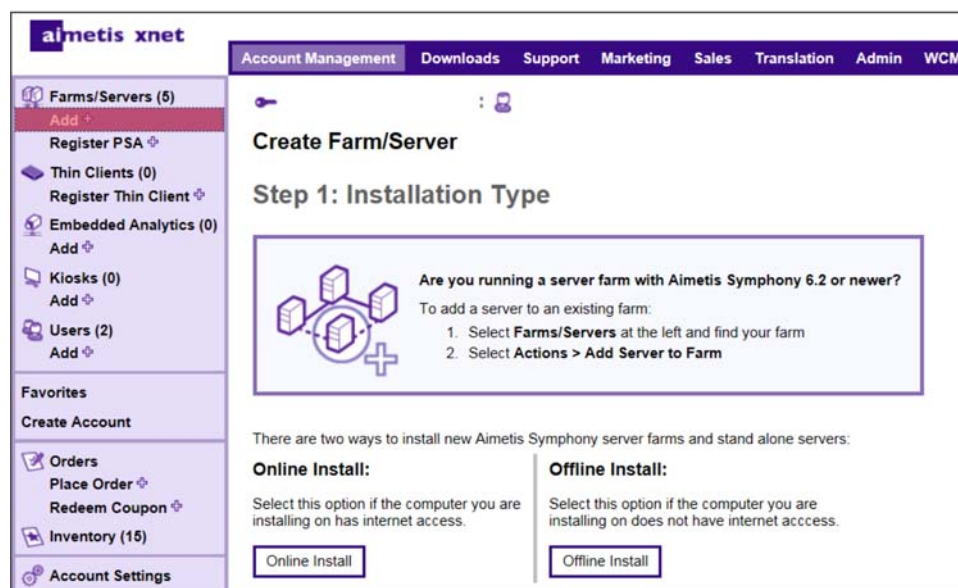 aimetis xnet
Account Management Downloads Support Marketing Sales Translation Admin WCM
Farms/Servers (5)
Add
Register PSA
Thin Clients (0)
Register Thin Client
Embedded Analytics (0)
Add
Kiosks (0)
Add
Users (2)
Add
Favorites
Create Account
Orders
Place Order
Redeem Coupon
Inventory (15)
Account Settings
:
Create Farm/Server
Step 1: Installation Type
Are you running a server farm with Aimetis Symphony 6.2 or newer?
To add a server to an existing farm:
1. Select Farms/Servers at the left and find your farm
2. Select Actions > Add Server to Farm
There are two ways to install new Aimetis Symphony server farms and stand alone servers:
Online Install:
Select this option if the computer you are
installing on has internet access.
Online Install
Offline Install:
Select this option if the computer you are
installing on does not have internet acccess.
Offline Install